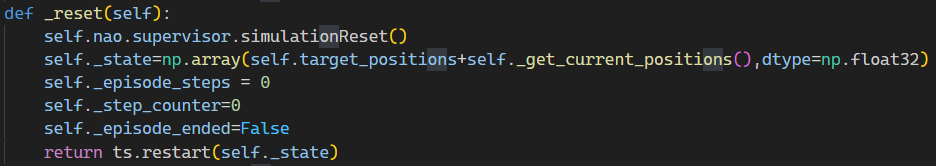 def _reset(self):
    self.nao.supervisor.simulationReset()
    self._state=np.array(self.target_positions+self._get_current_positions(),dtype=np.float32)
    self._episode_steps = 0
    self._step_counter=0
    self._episode_ended=False
    return ts.restart(self._state)